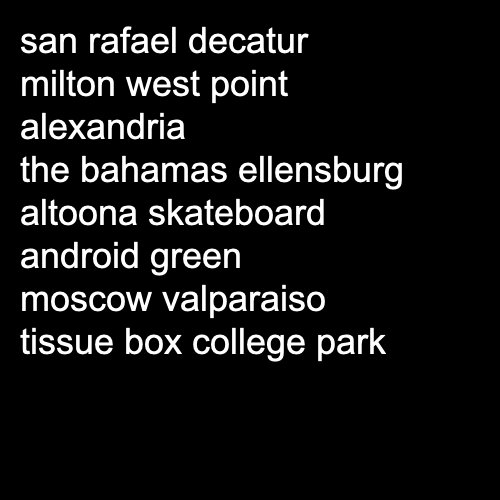 san rafael decatur
milton west point
alexandria
the bahamas ellensburg
altoona skateboard
android green
moscow valparaiso
tissue box college park